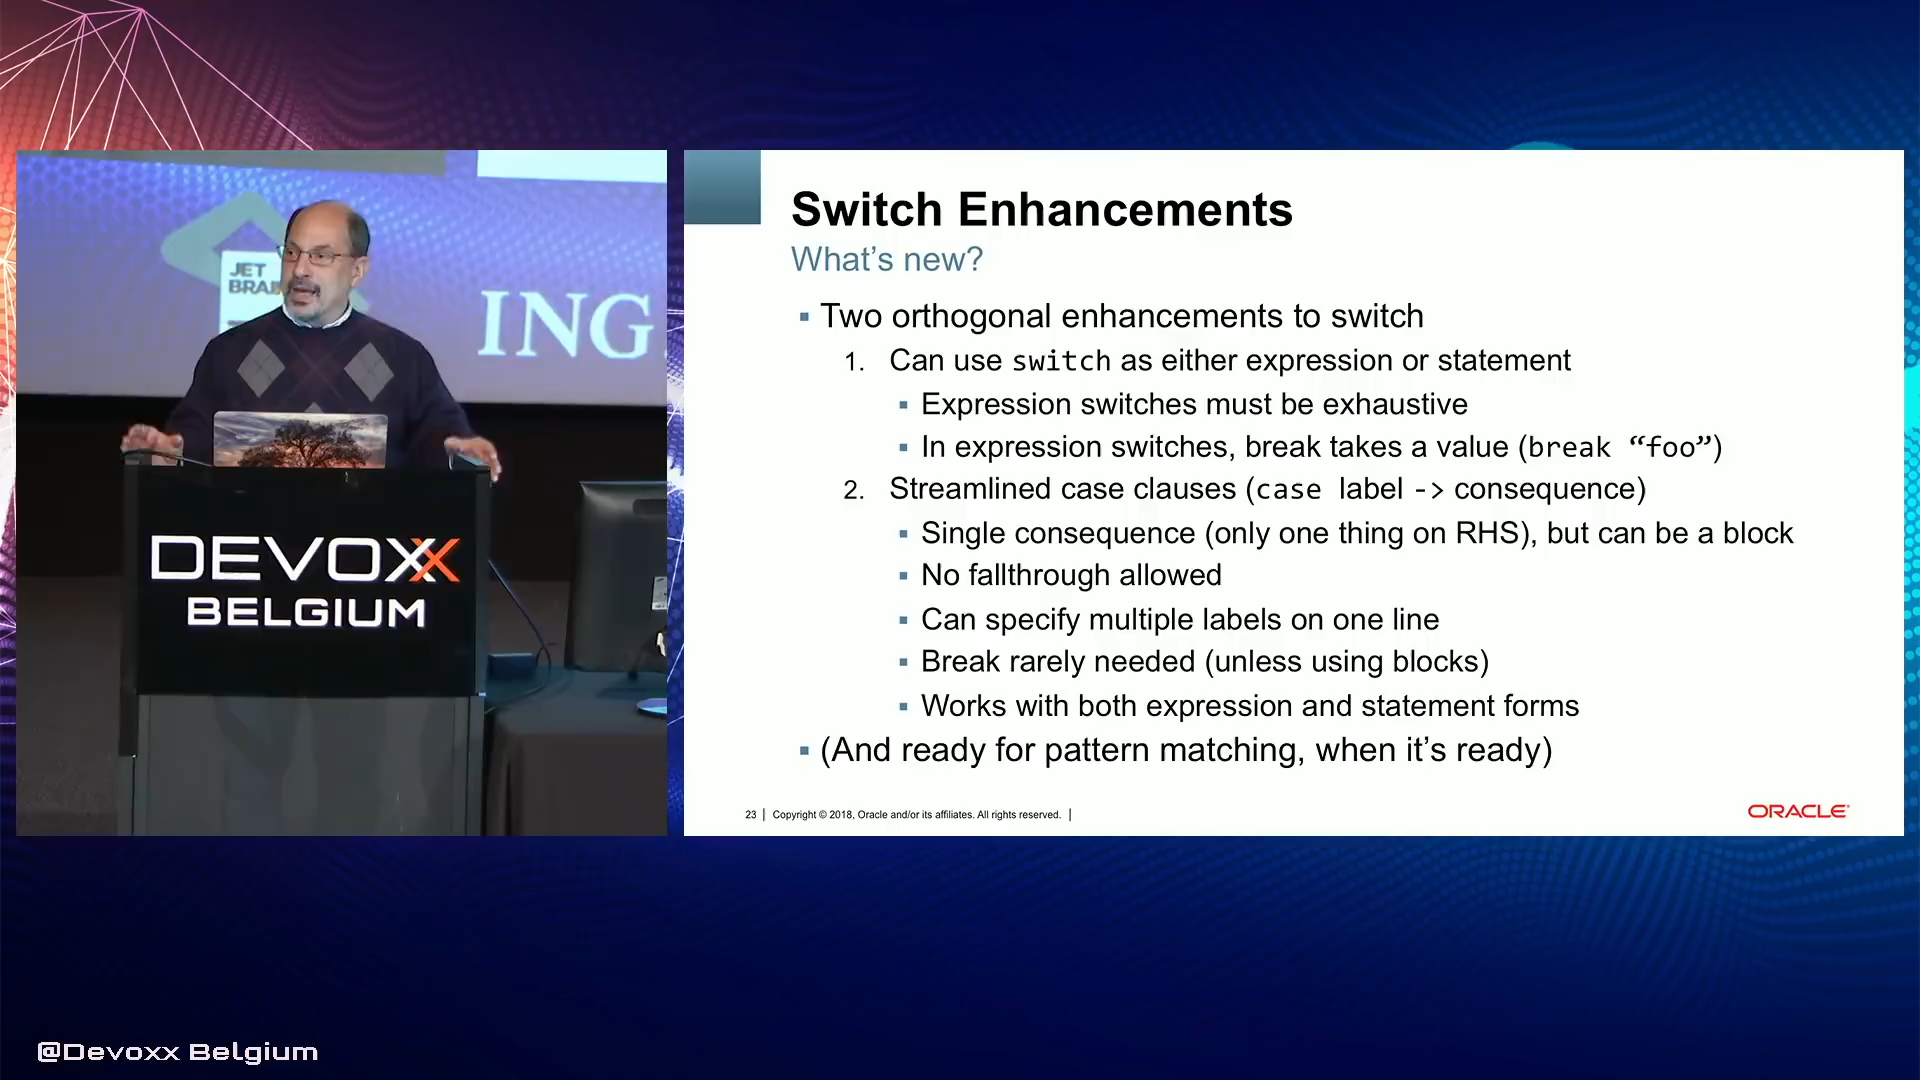 JET
BRAI
ING
DEVOXX
BELGIUM
Switch Enhancements
What’s new?
▪ Two orthogonal enhancements to switch
1. Can use switch as either expression or statement
▪ Expression switches must be exhaustive
▪ In expression switches, break takes a value (break “foo”)
2. Streamlined case clauses (case label -> consequence)
▪ Single consequence (only one thing on RHS), but can be a block
▪ No fallthrough allowed
▪ Can specify multiple labels on one line
▪ Break rarely needed (unless using blocks)
▪ Works with both expression and statement forms
▪ (And ready for pattern matching, when it’s ready)
23 | Copyright © 2018, Oracle and/or its affiliates. All rights reserved. |
ORACLE
@Devoxx Belgium